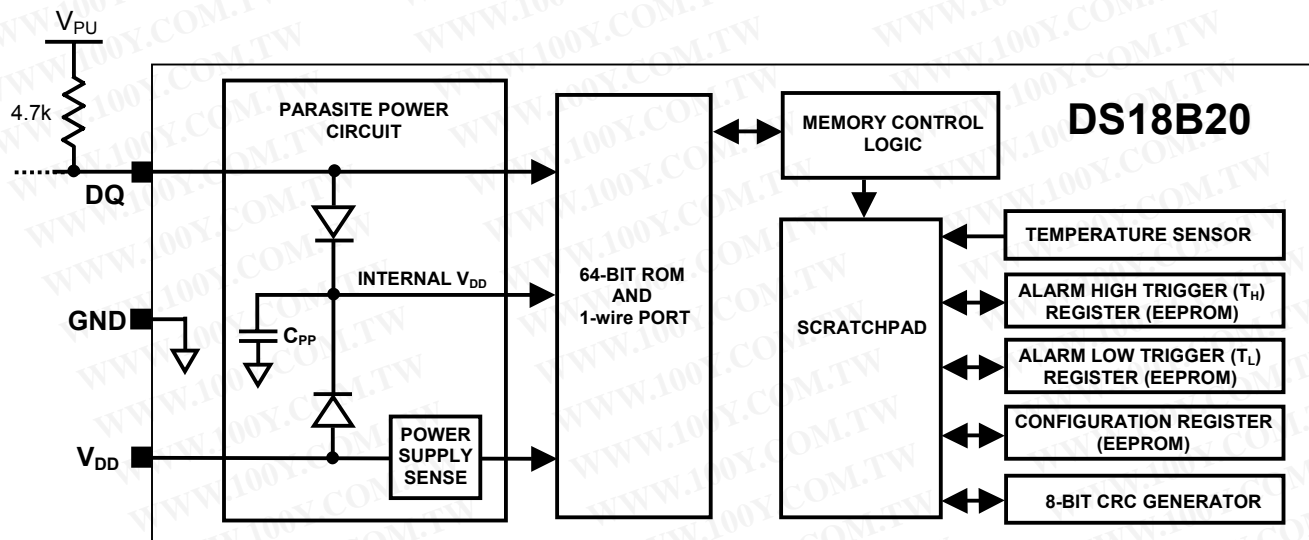 V_PU
4.7k
DQ
GND
V_DD
PARASITE POWER
CIRCUIT
INTERNAL V_DD
C_PP
POWER
SUPPLY
SENSE
64-BIT ROM
AND
1-wire PORT
MEMORY CONTROL
LOGIC
DS18B20
SCRATCHPAD
TEMPERATURE SENSOR
ALARM HIGH TRIGGER (T_H)
REGISTER (EEPROM)
ALARM LOW TRIGGER (T_L)
REGISTER (EEPROM)
CONFIGURATION REGISTER
(EEPROM)
8-BIT CRC GENERATOR
WWW.100Y.COM.TW